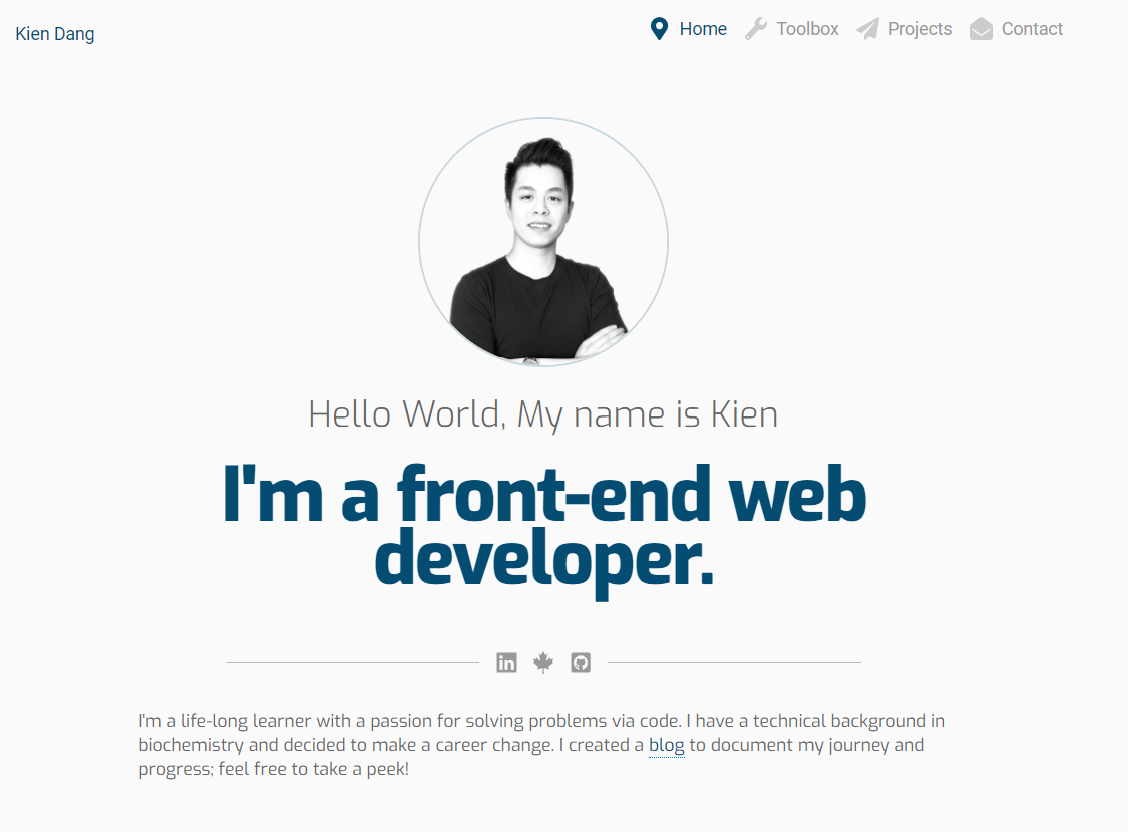 Kien Dang
Home Toolbox Projects Contact
Hello World, My name is Kien
I'm a front-end web
developer.
in
I'm a life-long learner with a passion for solving problems via code. I have a technical background in
biochemistry and decided to make a career change. I created a blog to document my journey and
progress; feel free to take a peek!